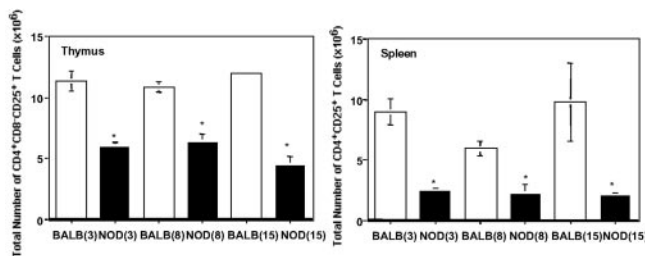 Total Number of CD4⁺CD8⁻CD25⁺ T Cells (x10⁶)
15
10
5
0
Thymus
*
*
*
BALB(3) NOD(3) BALB(8) NOD(8) BALB(15) NOD(15)
Total Number of CD4⁺CD25⁺ T Cells (x10⁶)
15
10
5
0
Spleen
*
*
*
BALB(3) NOD(3) BALB(8) NOD(8) BALB(15) NOD(15)